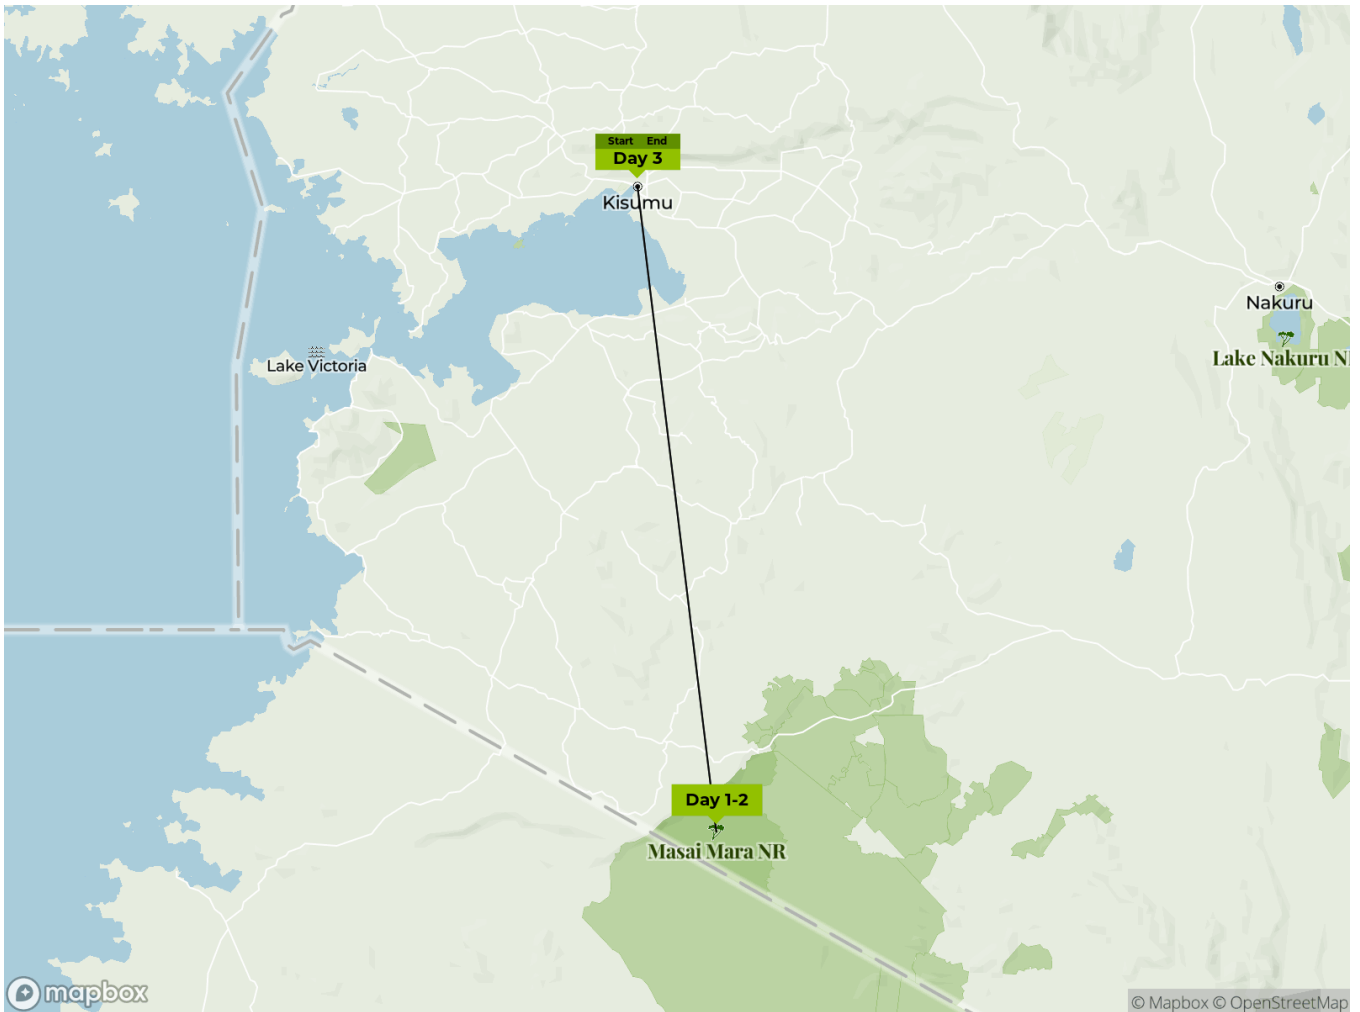 Start End
Day 3
Kisumu
Nakuru
Lake Nakuru N
Lake Victoria
Day 1-2
Masai Mara NR
mapbox
© Mapbox © OpenStreetMap